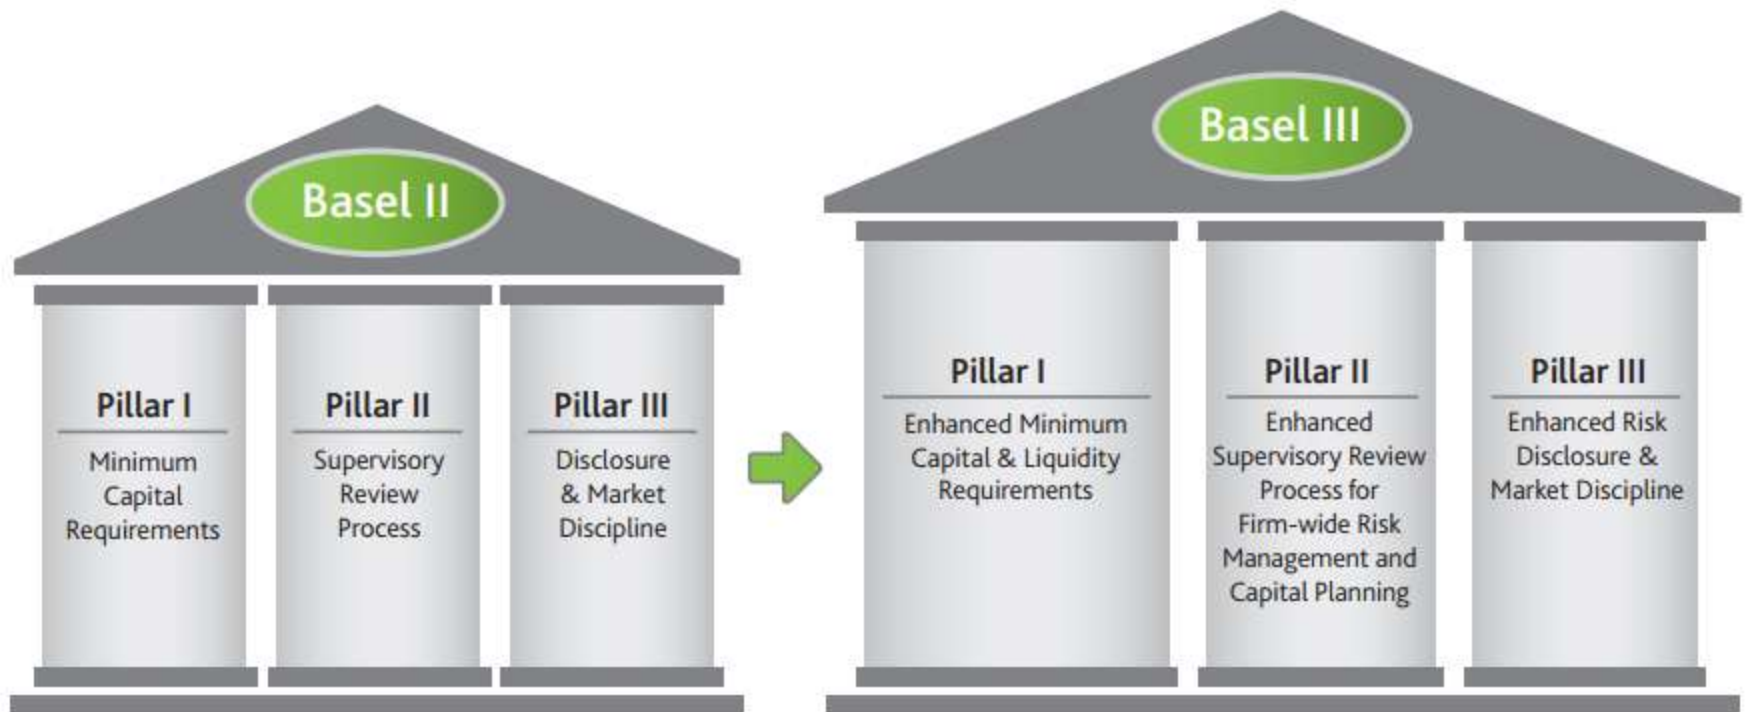 Basel II
Pillar I
Minimum
Capital
Requirements
Pillar II
Supervisory
Review
Process
Pillar III
Disclosure
& Market
Discipline
Basel III
Pillar I
Enhanced Minimum
Capital & Liquidity
Requirements
Pillar II
Enhanced
Supervisory Review
Process for
Firm-wide Risk
Management and
Capital Planning
Pillar III
Enhanced Risk
Disclosure &
Market Discipline